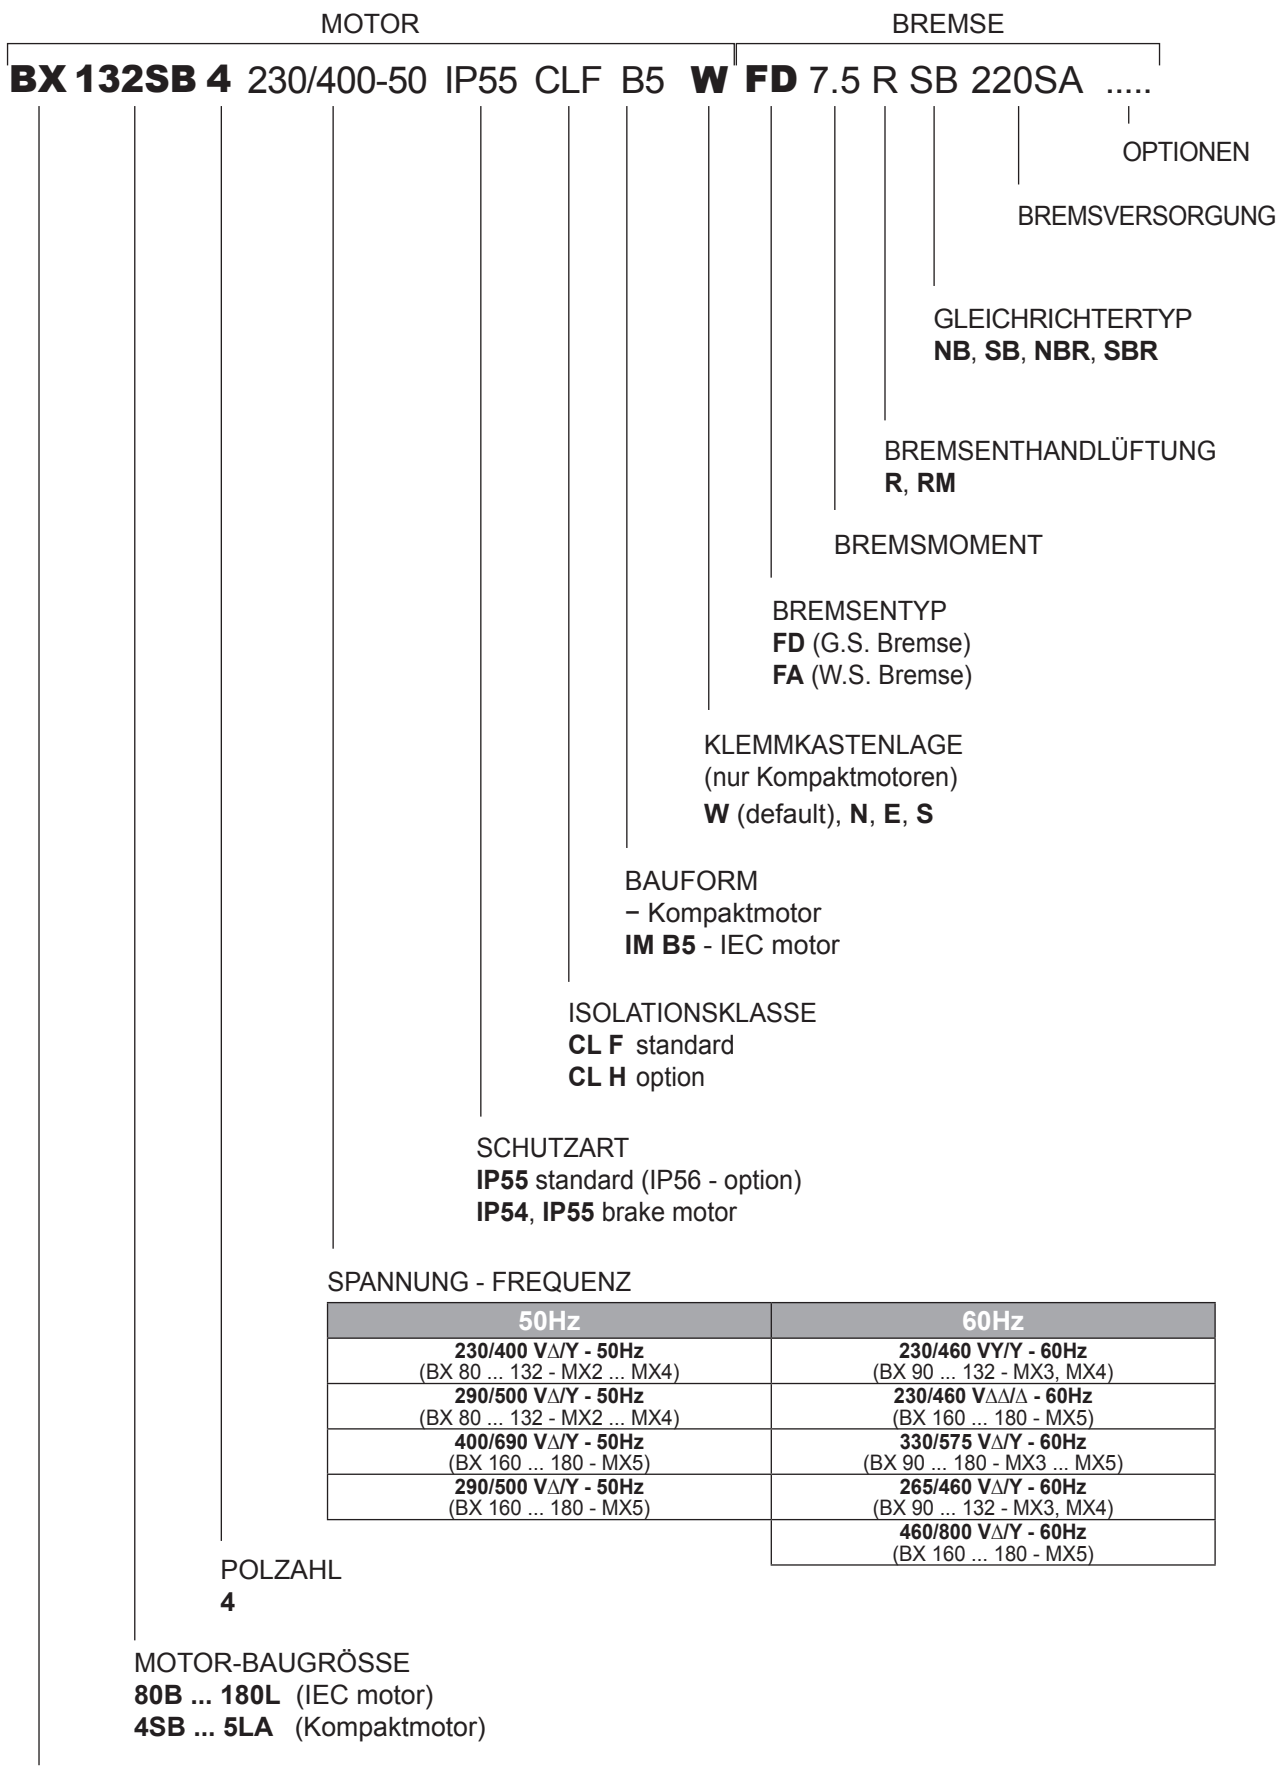 MOTOR BREMSE
BX 132SB 4 230/400-50 IP55 CLF B5 W FD 7.5 R SB 220SA .....
OPTIONEN
BREMSVERSORGUNG
GLEICHRICHTERTYP
NB, SB, NBR, SBR
BREMSENTHANDLÜFTUNG
R, RM
BREMSMOMENT
BREMSENTYP
FD (G.S. Bremse)
FA (W.S. Bremse)
KLEMMKASTENLAGE
(nur Kompaktmotoren)
W (default), N, E, S
BAUFORM
− Kompaktmotor
IM B5 - IEC motor
ISOLATIONSKLASSE
CL F standard
CL H option
SCHUTZART
IP55 standard (IP56 - option)
IP54, IP55 brake motor
SPANNUNG - FREQUENZ
50Hz 60Hz
230/400 V∆/Y - 50Hz 230/460 VY/Y - 60Hz
(BX 80 ... 132 - MX2 ... MX4) (BX 90 ... 132 - MX3, MX4)
290/500 V∆/Y - 50Hz 230/460 V∆∆/∆ - 60Hz
(BX 80 ... 132 - MX2 ... MX4) (BX 160 ... 180 - MX5)
400/690 V∆/Y - 50Hz 330/575 V∆/Y - 60Hz
(BX 160 ... 180 - MX5) (BX 90 ... 180 - MX3 ... MX5)
290/500 V∆/Y - 50Hz 265/460 V∆/Y - 60Hz
(BX 160 ... 180 - MX5) (BX 90 ... 132 - MX3, MX4)
460/800 V∆/Y - 60Hz
(BX 160 ... 180 - MX5)
POLZAHL
4
MOTOR-BAUGRÖSSE
80B ... 180L (IEC motor)
4SB ... 5LA (Kompaktmotor)